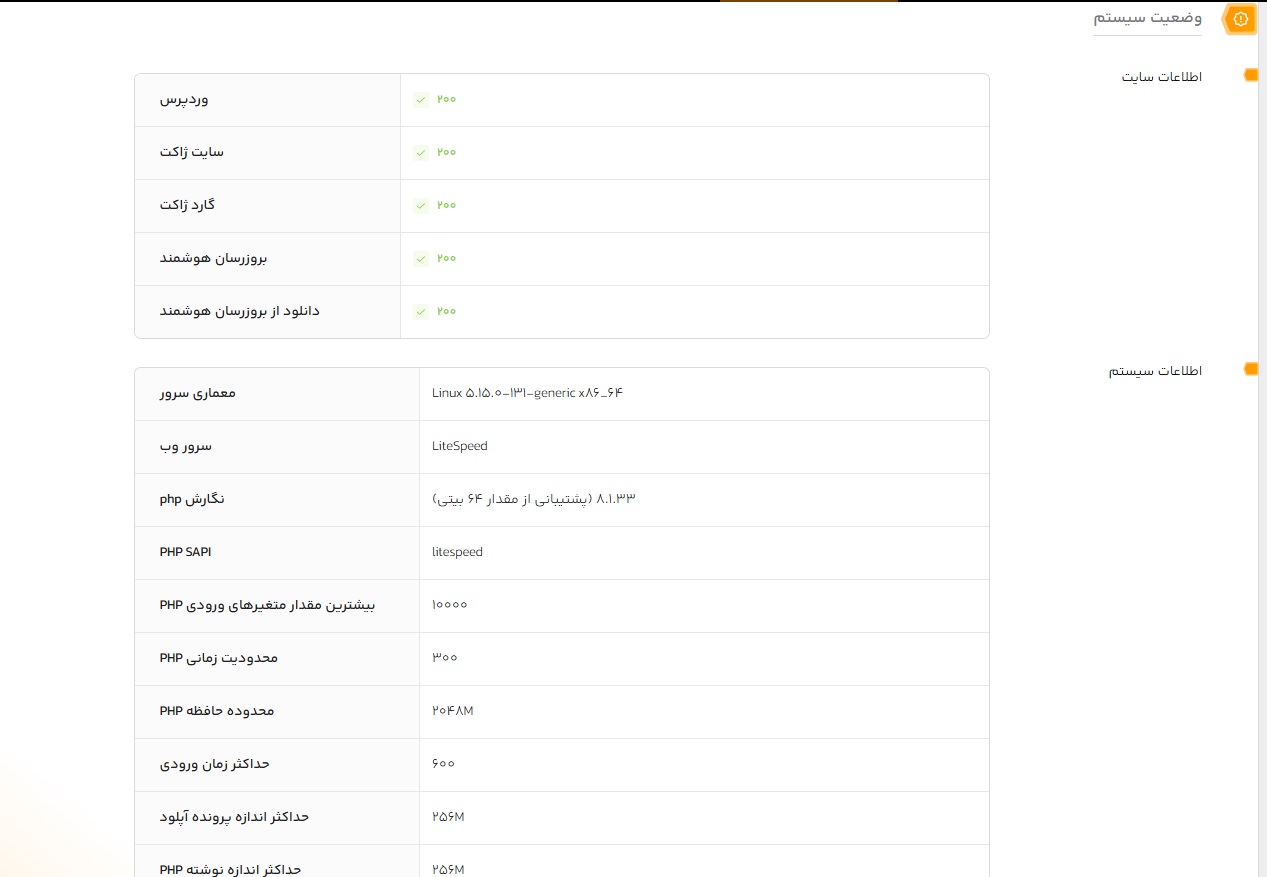 وضعیت سیستم
اطلاعات سایت
وردپرس
۲۰۰
سایت ژاکت
۲۰۰
گارد ژاکت
۲۰۰
بروزرسان هوشمند
۲۰۰
دانلود از بروزرسان هوشمند
۲۰۰
اطلاعات سیستم
معماری سرور
Linux ۵.۱۵.۰-۱۳۱-generic x۸۶_۶۴
سرور وب
LiteSpeed
نگارش php
۸.۱.۳۳ (پشتیبانی از مقدار ۶۴ بیتی)
PHP SAPI
litespeed
بیشترین مقدار متغیرهای ورودی PHP
۱۰۰۰۰
محدودیت زمانی PHP
۳۰۰
محدوده حافظه PHP
۲۰۴۸M
حداکثر زمان ورودی
۶۰۰
حداکثر اندازه پرونده آپلود
۲۵۶M
حداکثر اندازه نوشته PHP
۲۵۶M